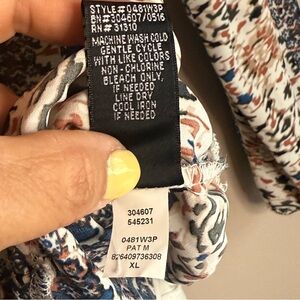 STYLE#0481W3P
BN#304607/0516
RN# 31310
MACHINE WASH COLD
GENTLE CYCLE
WITH LIKE COLORS
NON-CHLORINE
BLEACH ONLY,
IF NEEDED
LINE DRY
COOL IRON
IF NEEDED
304607
545231
0481W3P
PAT M
826409736308
XL